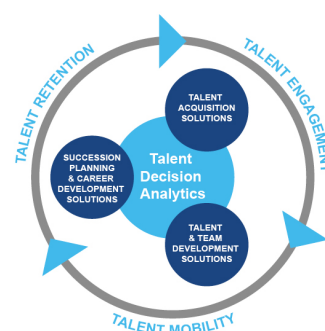 TALENT RETENTION
TALENT ENGAGEMENT
TALENT
ACQUISITION
SOLUTIONS
SUCCESSION
PLANNING
& CAREER
DEVELOPMENT
SOLUTIONS
Talent
Decision
Analytics
TALENT
& TEAM
DEVELOPMENT
SOLUTIONS
TALENT MOBILITY